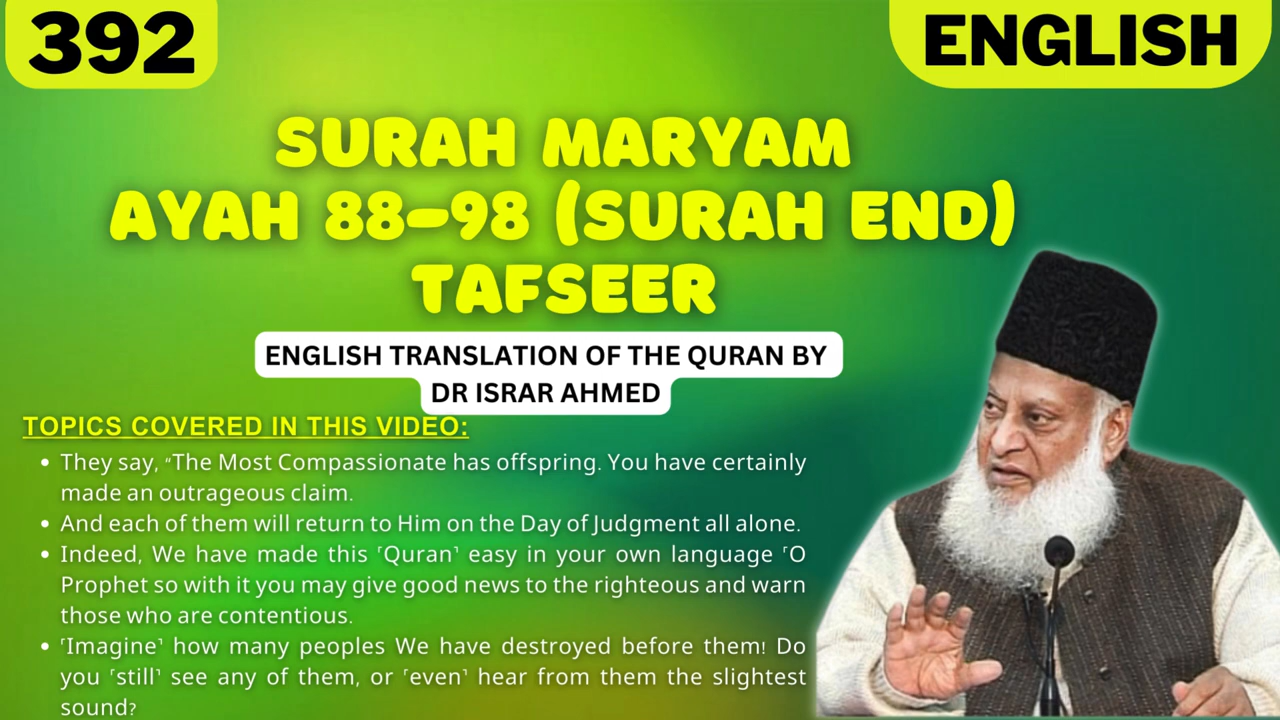 392
ENGLISH
SURAH MARYAM
AYAH 88-98 (SURAH END)
TAFSEER
ENGLISH TRANSLATION OF THE QURAN BY
DR ISRAR AHMED
TOPICS COVERED IN THIS VIDEO:
• They say, “The Most Compassionate has offspring. You have certainly
made an outrageous claim.
• And each of them will return to Him on the Day of Judgment all alone.
• Indeed, We have made this ˹Quran˺ easy in your own language ˹O
Prophet so with it you may give good news to the righteous and warn
those who are contentious.
• ˹Imagine˺ how many peoples We have destroyed before them! Do
you ˹still˺ see any of them, or ˹even˺ hear from them the slightest
sound?